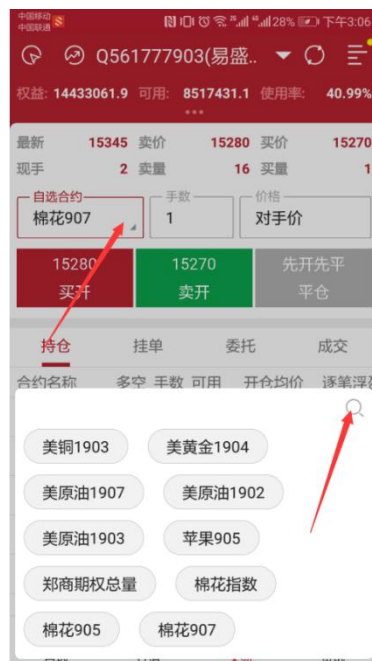 中国移动
中国联通 28% 下午3:06
Q561777903(易盛..
权益: 14433061.9 可用: 8517431.1 使用率: 40.99%
最新 15345 卖价 15280 买价 15270
现手 2 卖量 16 买量 1
自选合约 手数 价格
棉花907 1 对手价
15280 15270 先开先平
买开 卖开 平仓
持仓 挂单 委托 成交
合约名称 多空 手数 可用 开仓均价 逐笔浮
美铜1903 美黄金1904
美原油1907 美原油1902
美原油1903 苹果905
郑商期权总量 棉花指数
棉花905 棉花907